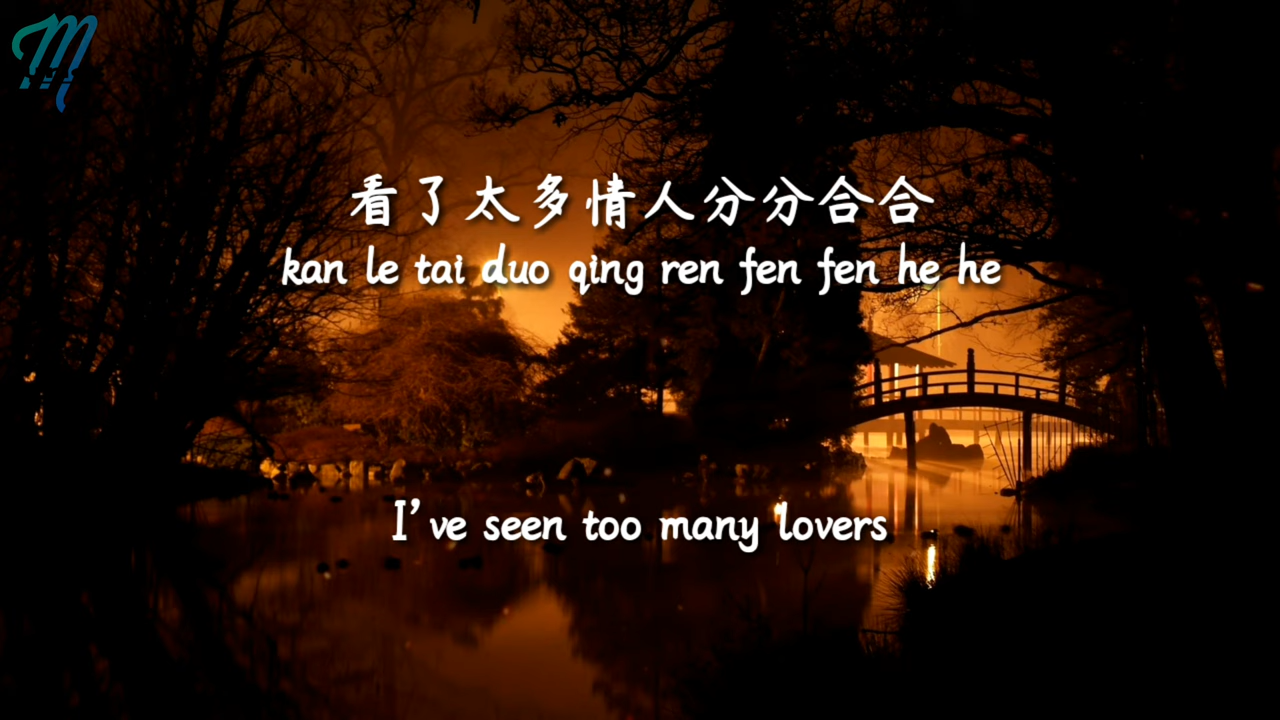 看了太多情人分分合合
kan le tai duo qing ren fen fen he he
I've seen too many lovers